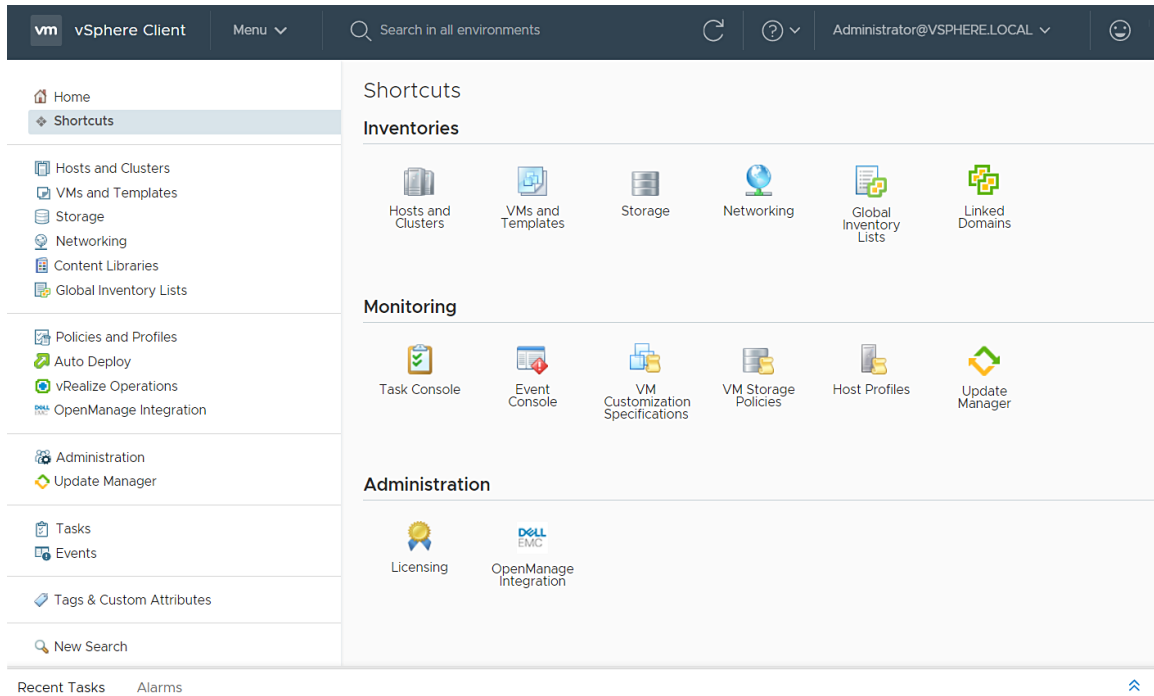 vm vSphere Client Menu Search in all environments ? Administrator@VSPHERE.LOCAL
Home
Shortcuts
Hosts and Clusters
VMs and Templates
Storage
Networking
Content Libraries
Global Inventory Lists
Policies and Profiles
Auto Deploy
vRealize Operations
DELL EMC OpenManage Integration
Administration
Update Manager
Tasks
Events
Tags & Custom Attributes
New Search
Shortcuts
Inventories
Hosts and
Clusters
VMs and
Templates
Storage
Networking
Global
Inventory
Lists
Linked
Domains
Monitoring
Task Console
Event
Console
VM
Customization
Specifications
VM Storage
Policies
Host Profiles
Update
Manager
Administration
Licensing
DELL
EMC
OpenManage
Integration
Recent Tasks Alarms